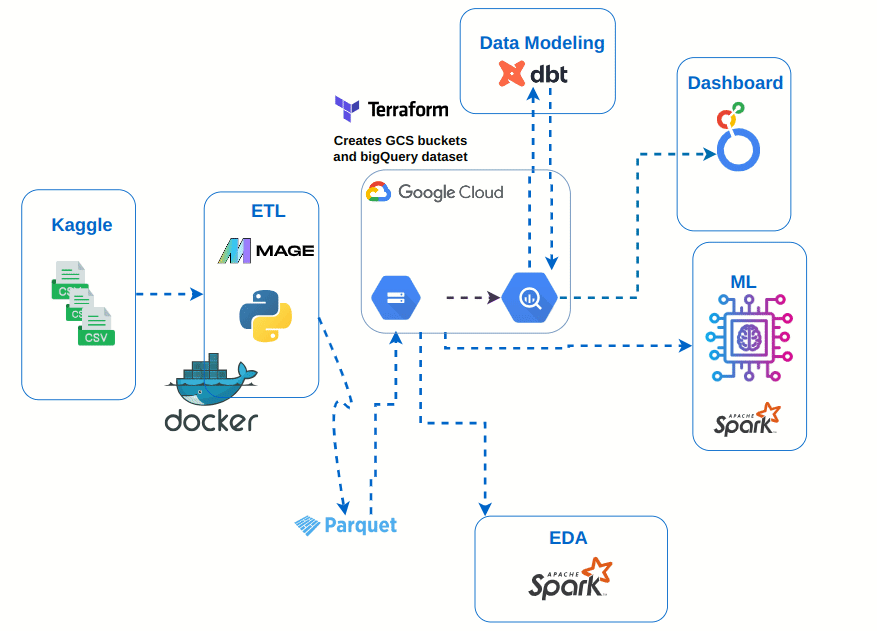 Data Modeling
dbt
Dashboard
Terraform
Creates GCS buckets
and bigQuery dataset
Google Cloud
Kaggle
ETL
MAGE
CSV
CS
CSV
docker
ML
APACHE
Spark
Parquet
EDA
APACHE
Spark